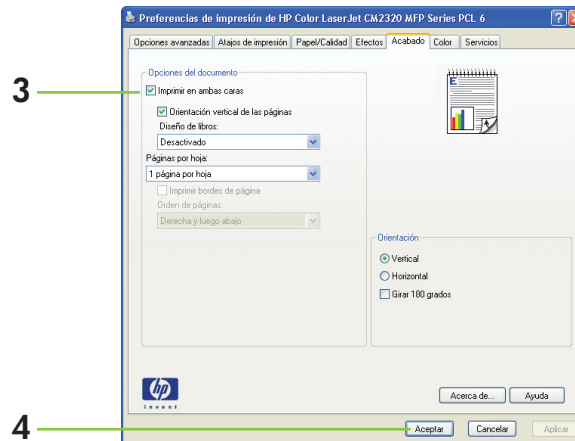 Preferencias de impresión de HP Color LaserJet CM2320 MFP Series PCL 6
Opciones avanzadas Atajos de impresión Papel/Calidad Efectos Acabado Color Servicios
Opciones del documento
3
Imprimir en ambas caras
Orientación vertical de las páginas
Diseño de libros:
Desactivado
Páginas por hoja:
1 página por hoja
Imprimir bordes de página
Orden de páginas:
Derecha y luego abajo
E
Orientación
Vertical
Horizontal
Girar 180 grados
hp
invent
Acerca de... Ayuda
4
Aceptar Cancelar Aplicar